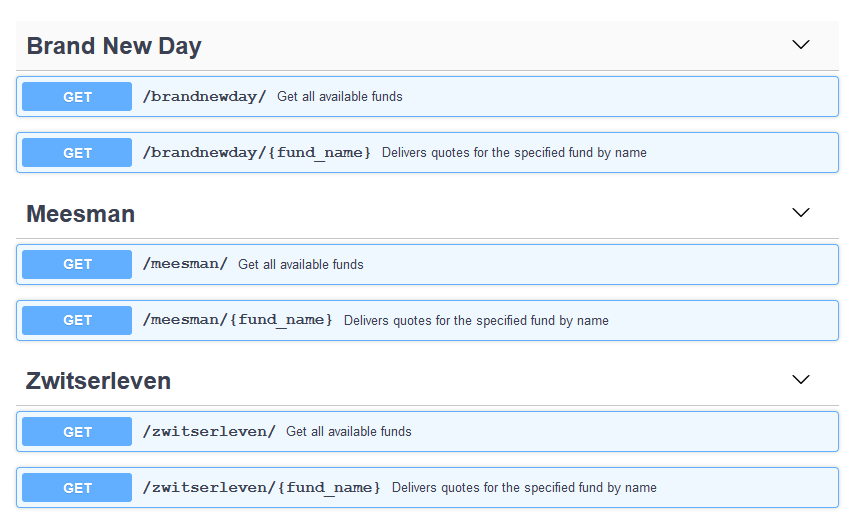 Brand New Day
GET /brandnewday/ Get all available funds
GET /brandnewday/{fund_name} Delivers quotes for the specified fund by name
Meesman
GET /meesman/ Get all available funds
GET /meesman/{fund_name} Delivers quotes for the specified fund by name
Zwitserleven
GET /zwitserleven/ Get all available funds
GET /zwitserleven/{fund_name} Delivers quotes for the specified fund by name